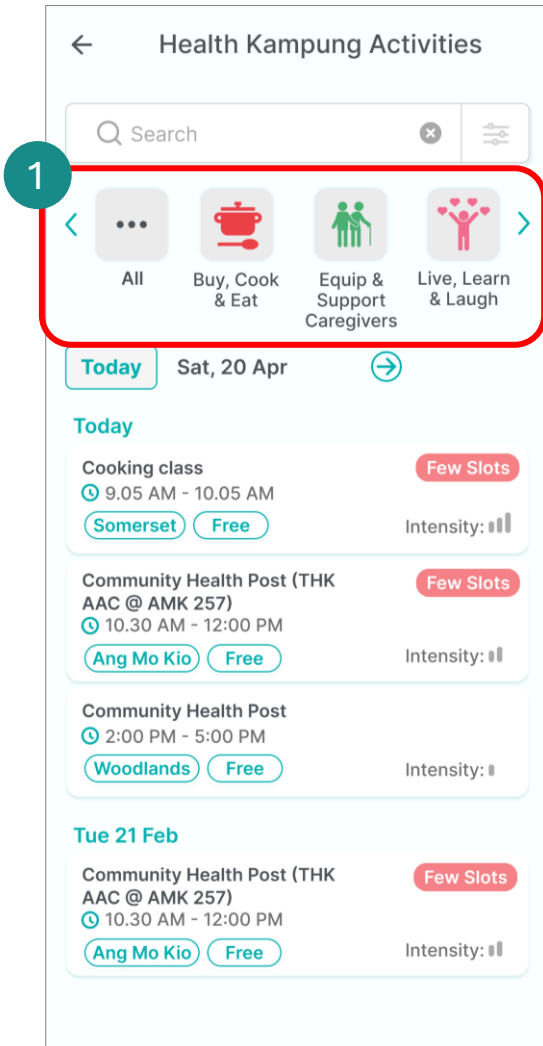 Health Kampung Activities
Search
1
All
Buy, Cook
& Eat
Equip &
Support
Caregivers
Live, Learn
& Laugh
Today
Sat, 20 Apr
Today
Cooking class
Few Slots
9.05 AM - 10.05 AM
Somerset
Free
Intensity:
Community Health Post (THK
AAC @ AMK 257)
Few Slots
10.30 AM - 12:00 PM
Ang Mo Kio
Free
Intensity:
Community Health Post
2:00 PM - 5:00 PM
Woodlands
Free
Intensity:
Tue 21 Feb
Community Health Post (THK
AAC @ AMK 257)
Few Slots
10.30 AM - 12:00 PM
Ang Mo Kio
Free
Intensity: